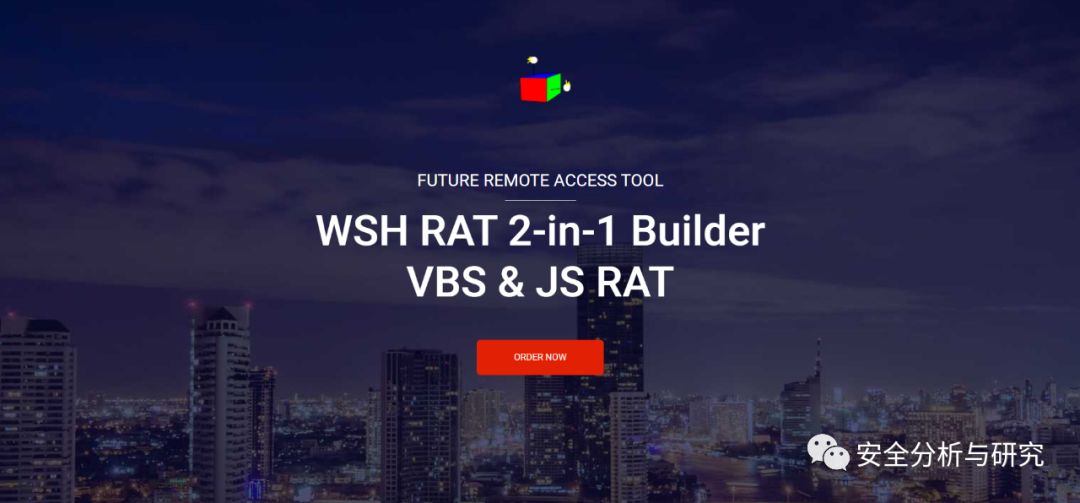 FUTURE REMOTE ACCESS TOOL
WSH RAT 2-in-1 Builder
VBS & JS RAT
ORDER NOW
安全分析与研究